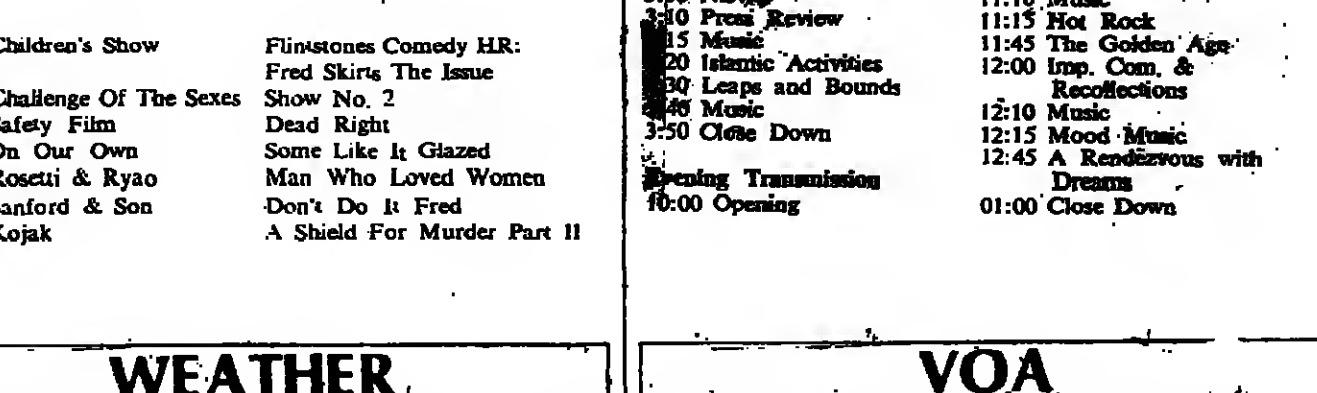 Children's Show Flintstones Comedy HR:
Fred Skirts The Issue
Challenge Of The Sexes Show No. 2
Safety Film Dead Right
On Our Own Some Like It Glazed
Rosetti & Ryao Man Who Loved Women
Sanford & Son Don't Do It Fred
Kojak A Shield For Murder Part II
WEATHER
3:10 Press Review
15 Music
20 Islantic Activities
30 Leaps and Bounds
40 Music
3:50 Close Down
Evening Transmission
10:00 Opening
11:10 Music
11:15 Hot Rock
11:45 The Golden Age
12:00 Imp. Com. &
Recollections
12:10 Music
12:15 Mood Music
12:45 A Rendezvous with
Dreams
01:00 Close Down
VOA